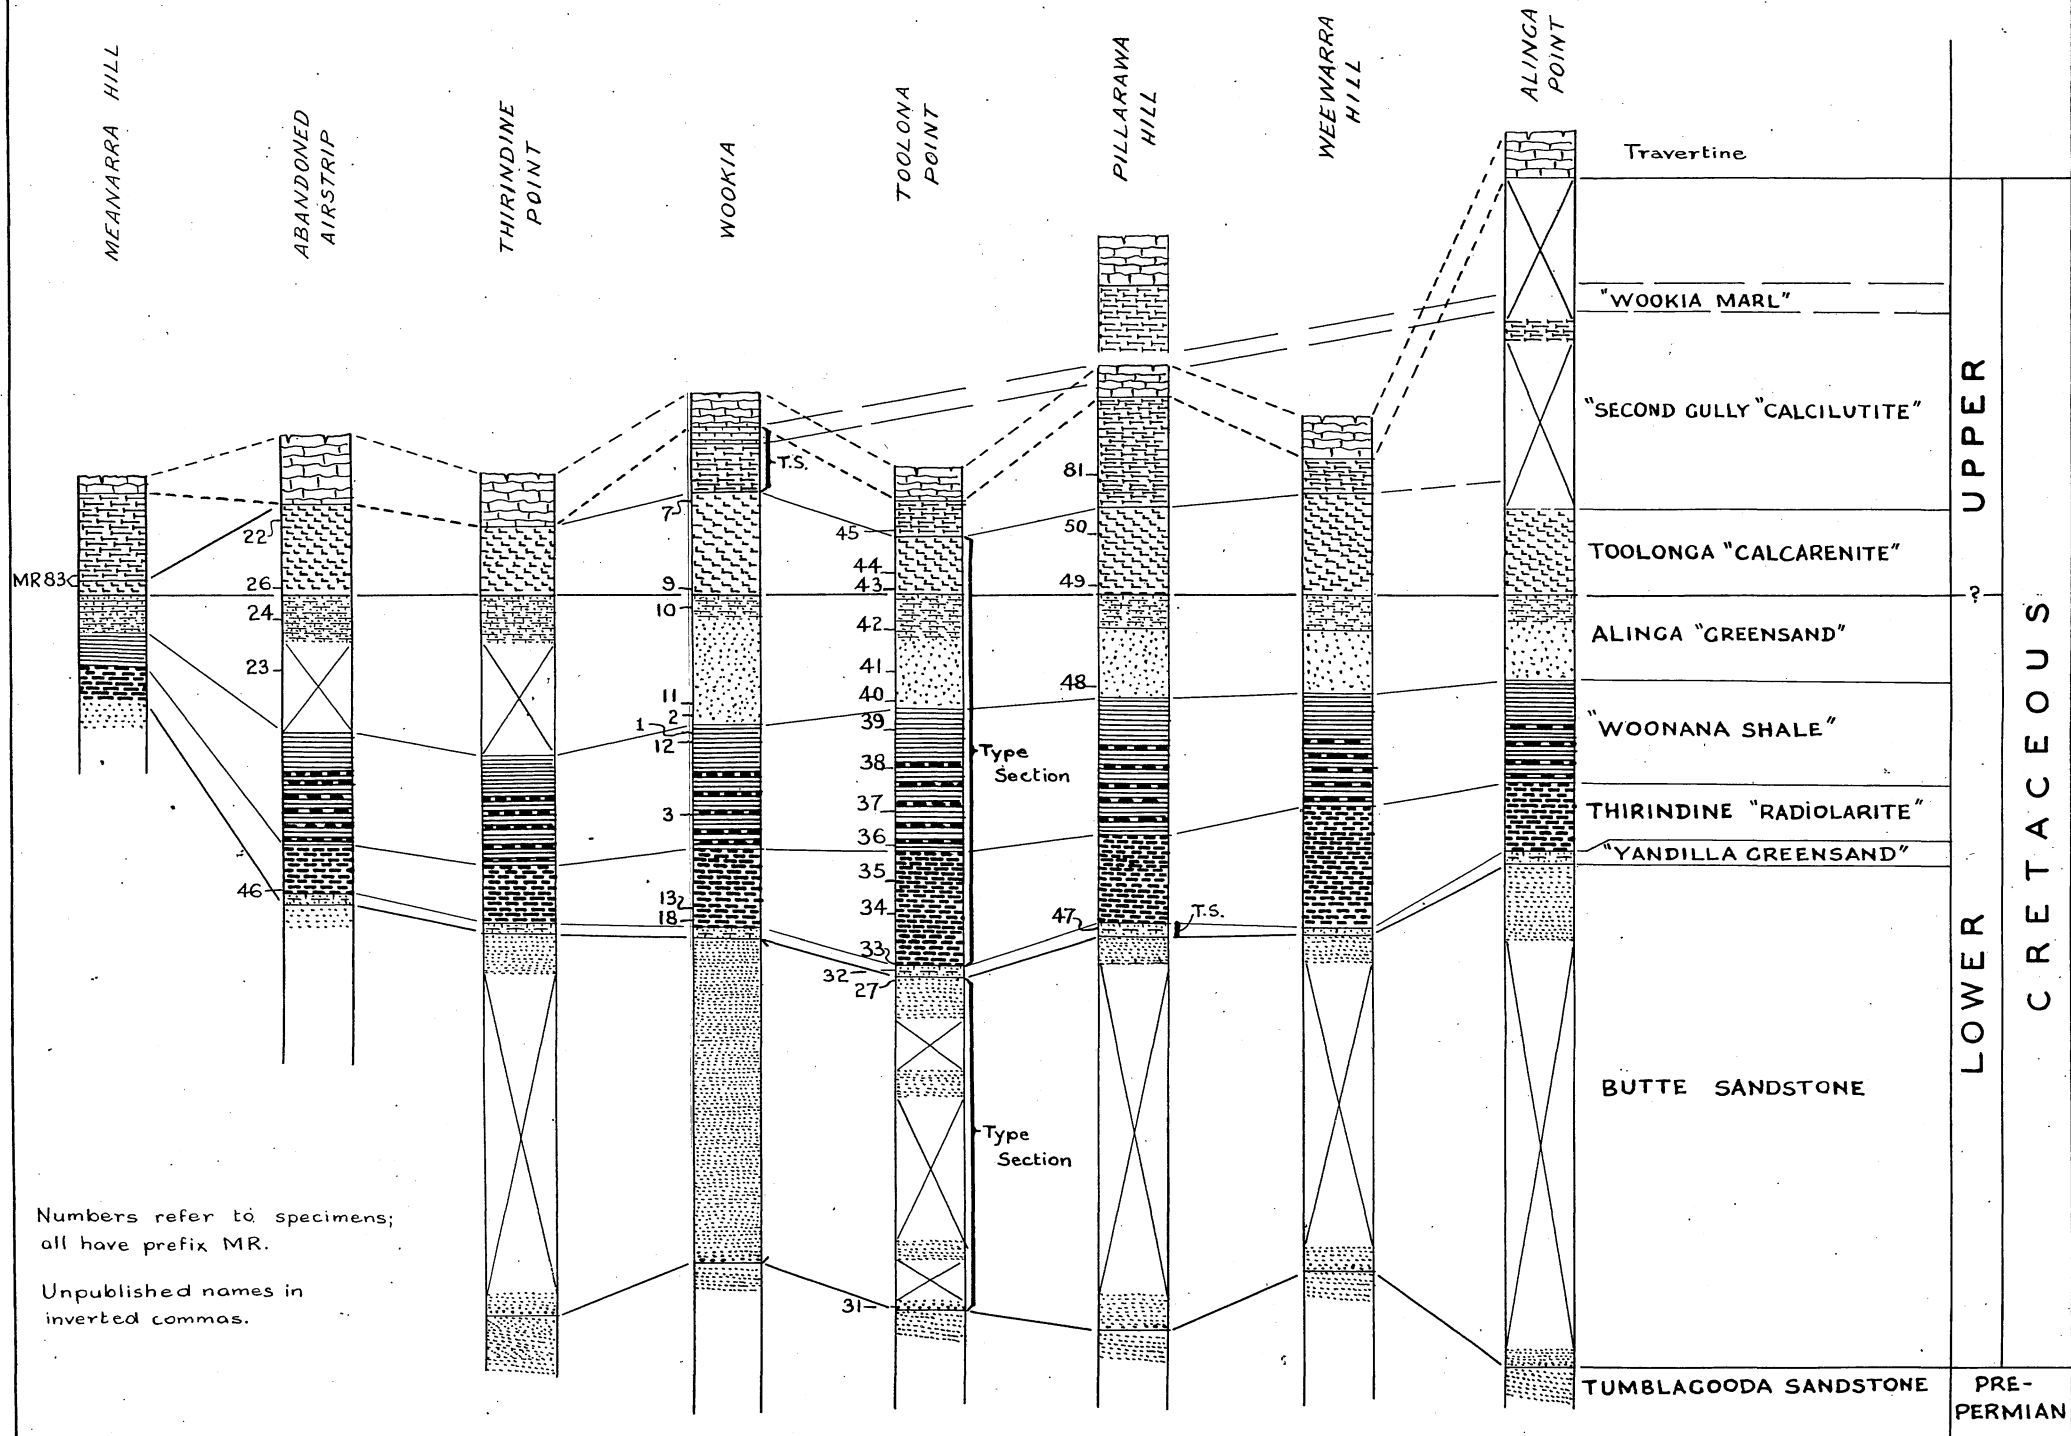 MEANARRA HILL
ABANDONED
AIRSTRIP
THIRINDINE
POINT
WOOKIA
TOOLONA
POINT
PILLARAWA
HILL
WEEWARRA
HILL
ALINGA
POINT
Travertine
"WOOKIA MARL"
"SECOND GULLY "CALCILUTITE"
TOOLONGA "CALCARENITE"
ALINGA "GREENSAND"
"WOONANA SHALE"
THIRINDINE "RADIOLARITE"
"YANDILLA GREENSAND"
BUTTE SANDSTONE
TUMBLAGOODA SANDSTONE
UPPER
?
LOWER
CRETACEOUS
PRE-
PERMIAN
MR83
22
26
24
23
46
7
9
10
11
2
1
12
3
13
18
T.S.
45
44
43
42
41
40
39
38
37
36
35
34
33
32
27
31
Type
Section
Type
Section
81
50
49
48
47
T.S.
Numbers refer to specimens;
all have prefix MR.
Unpublished names in
inverted commas.